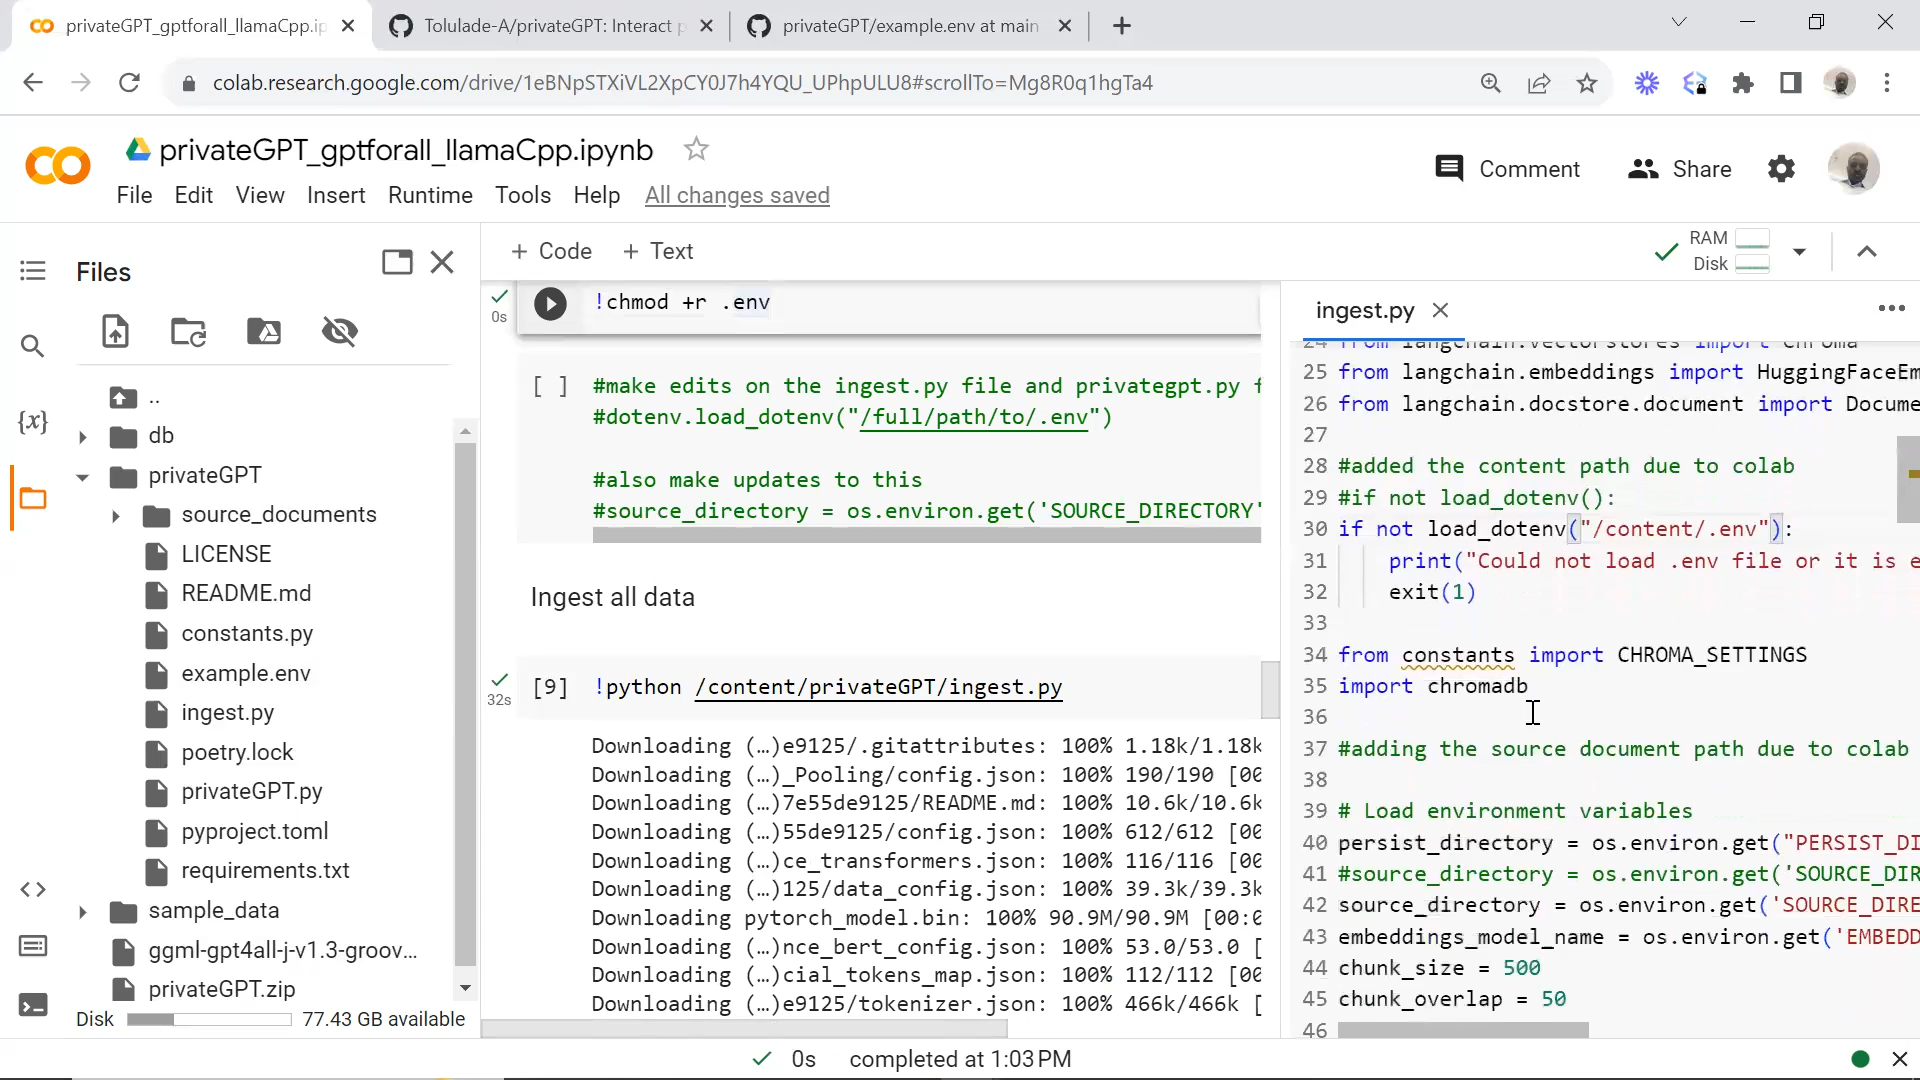 privateGPT_gptforall_llamaCpp.ip
Tolulade-A/privateGPT: Interact p
privateGPT/example.env at main
colab.research.google.com/drive/1eBNpSTXiVL2XpCY0J7h4YQU_UPhpULU8#scrollTo=Mg8R0q1hgTa4
privateGPT_gptforall_llamaCpp.ipynb
File Edit View Insert Runtime Tools Help All changes saved
Comment
Share
Files
..
db
privateGPT
source_documents
LICENSE
README.md
constants.py
example.env
ingest.py
poetry.lock
privateGPT.py
pyproject.toml
requirements.txt
sample_data
ggml-gpt4all-j-v1.3-groov...
privateGPT.zip
Disk 77.43 GB available
+ Code + Text
RAM
Disk
0s
!chmod +r .env
[ ] #make edits on the ingest.py file and privategpt.py f
#dotenv.load_dotenv("/full/path/to/.env")
#also make updates to this
#source_directory = os.environ.get('SOURCE_DIRECTORY'
Ingest all data
32s
[9] !python /content/privateGPT/ingest.py
Downloading (…)e9125/.gitattributes: 100% 1.18k/1.18k
Downloading (…)_Pooling/config.json: 100% 190/190 [00
Downloading (…)7e55de9125/README.md: 100% 10.6k/10.6k
Downloading (…)55de9125/config.json: 100% 612/612 [00
Downloading (…)ce_transformers.json: 100% 116/116 [00
Downloading (…)125/data_config.json: 100% 39.3k/39.3k
Downloading pytorch_model.bin: 100% 90.9M/90.9M [00:0
Downloading (…)nce_bert_config.json: 100% 53.0/53.0 [
Downloading (…)cial_tokens_map.json: 100% 112/112 [00
Downloading (…)e9125/tokenizer.json: 100% 466k/466k [
ingest.py
24 from langchain.vectorstores import Chroma
25 from langchain.embeddings import HuggingFaceEm
26 from langchain.docstore.document import Docume
27
28 #added the content path due to colab
29 #if not load_dotenv():
30 if not load_dotenv("/content/.env"):
31 print("Could not load .env file or it is e
32 exit(1)
33
34 from constants import CHROMA_SETTINGS
35 import chromadb
36
37 #adding the source document path due to colab
38
39 # Load environment variables
40 persist_directory = os.environ.get("PERSIST_DI
41 #source_directory = os.environ.get('SOURCE_DIR
42 source_directory = os.environ.get('SOURCE_DIRE
43 embeddings_model_name = os.environ.get('EMBEDD
44 chunk_size = 500
45 chunk_overlap = 50
46
0s completed at 1:03 PM